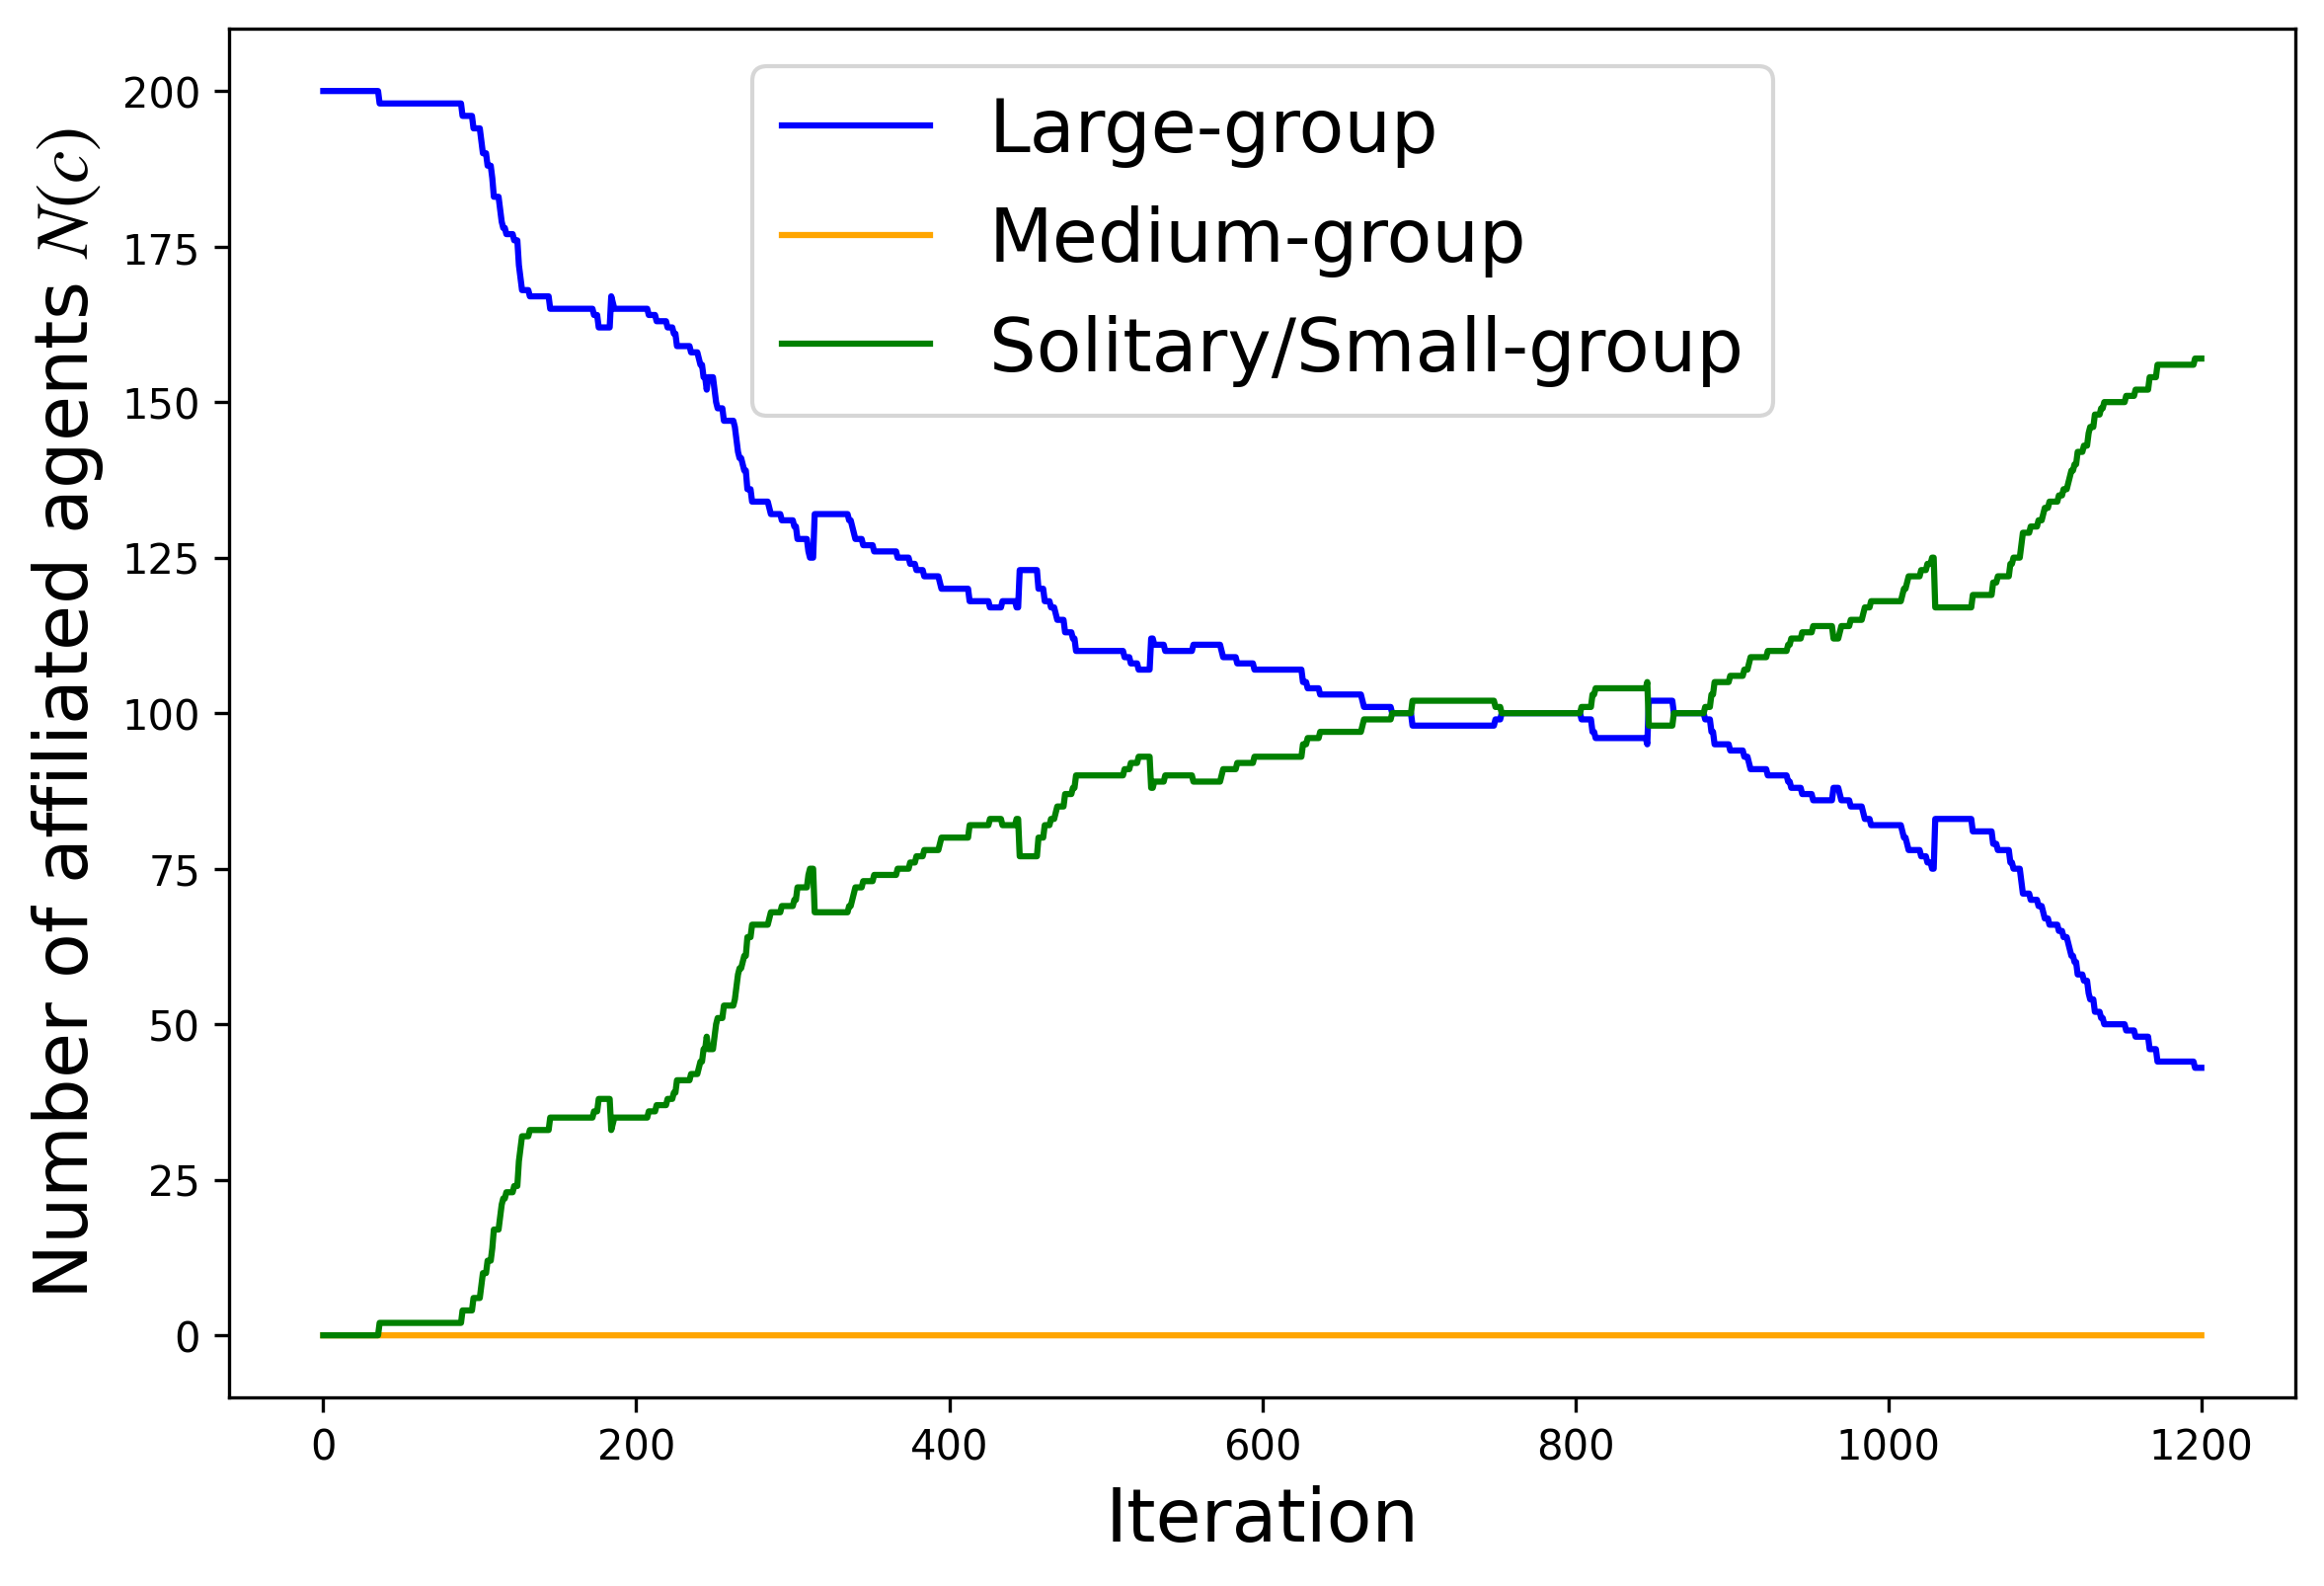 Number of affiliated agents N(c)
200
175
150
125
100
75
50
25
0
Large-group
Medium-group
Solitary/Small-group
0 200 400 600 800 1000 1200
Iteration